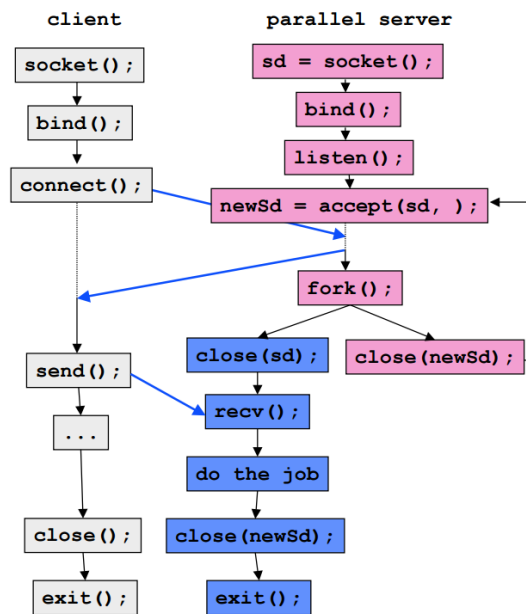 client
parallel server
socket();
sd = socket();
bind();
bind();
listen();
connect();
newSd = accept(sd, );
fork();
close(sd);
close(newSd);
send();
recv();
...
do the job
close();
close(newSd);
exit();
exit();